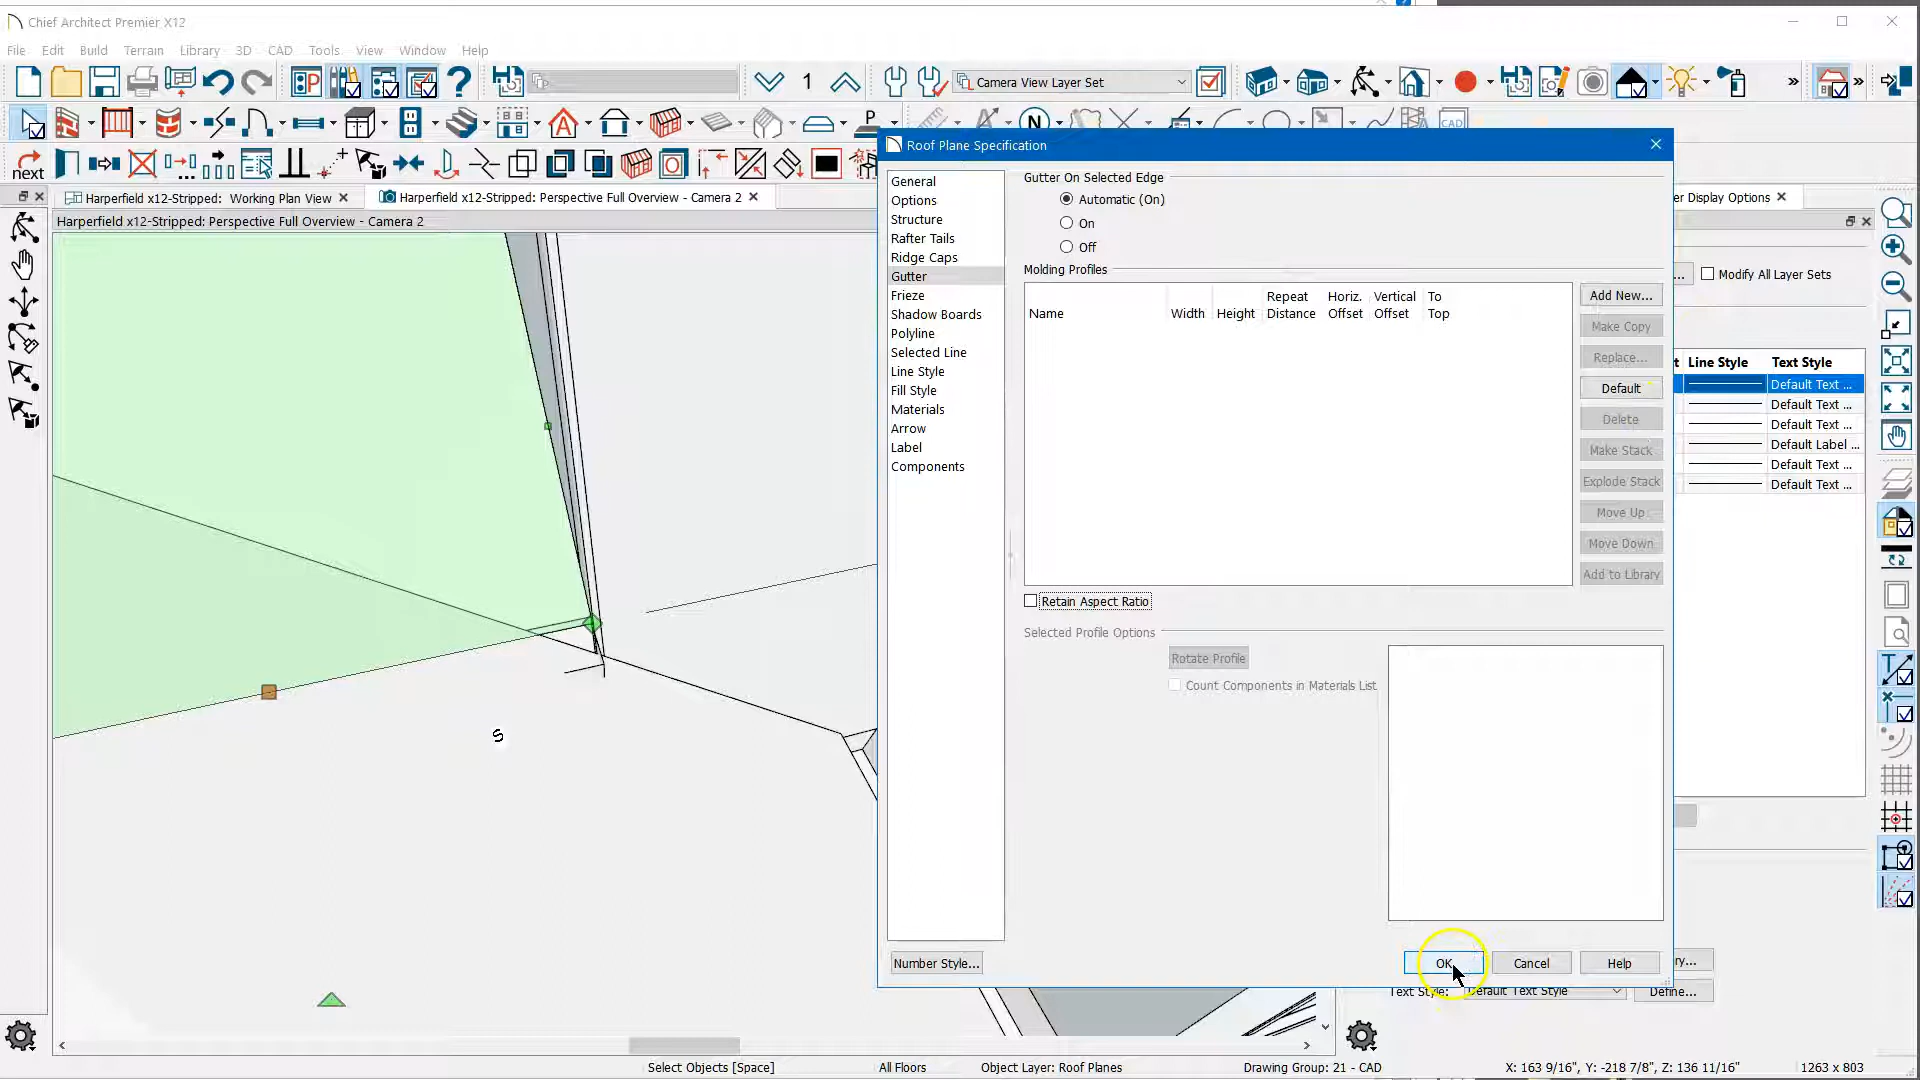 Chief Architect Premier X12
File Edit Build Terrain Library 3D CAD Tools View Window Help
1 Camera View Layer Set
next
Harperfield x12-Stripped: Working Plan View
Harperfield x12-Stripped: Perspective Full Overview - Camera 2
er Display Options
Harperfield x12-Stripped: Perspective Full Overview - Camera 2
Roof Plane Specification
General
Options
Structure
Rafter Tails
Ridge Caps
Gutter
Frieze
Shadow Boards
Polyline
Selected Line
Line Style
Fill Style
Materials
Arrow
Label
Components
Gutter On Selected Edge
Automatic (On)
On
Off
Molding Profiles
Name
Width
Height
Repeat Distance
Horiz. Offset
Vertical Offset
To Top
Add New...
Make Copy
Replace...
Default
Delete
Make Stack
Explode Stack
Move Up
Move Down
Add to Library
Retain Aspect Ratio
Selected Profile Options
Rotate Profile
Count Components in Materials List
Number Style...
OK
Cancel
Help
... Modify All Layer Sets
t Line Style Text Style
Default Text ...
Default Text ...
Default Text ...
Default Label ...
Default Text ...
Default Text ...
ry...
Text Style: Default Text Style Define...
Select Objects [Space]
All Floors
Object Layer: Roof Planes
Drawing Group: 21 - CAD
X: 163 9/16", Y: -218 7/8", Z: 136 11/16"
1263 x 803